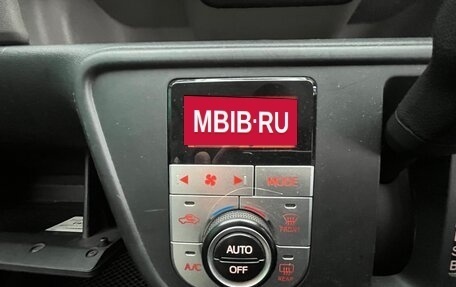 MBIB·RU
MODE
FRONT
AUTO
OFF
A/C
REAR
S
B